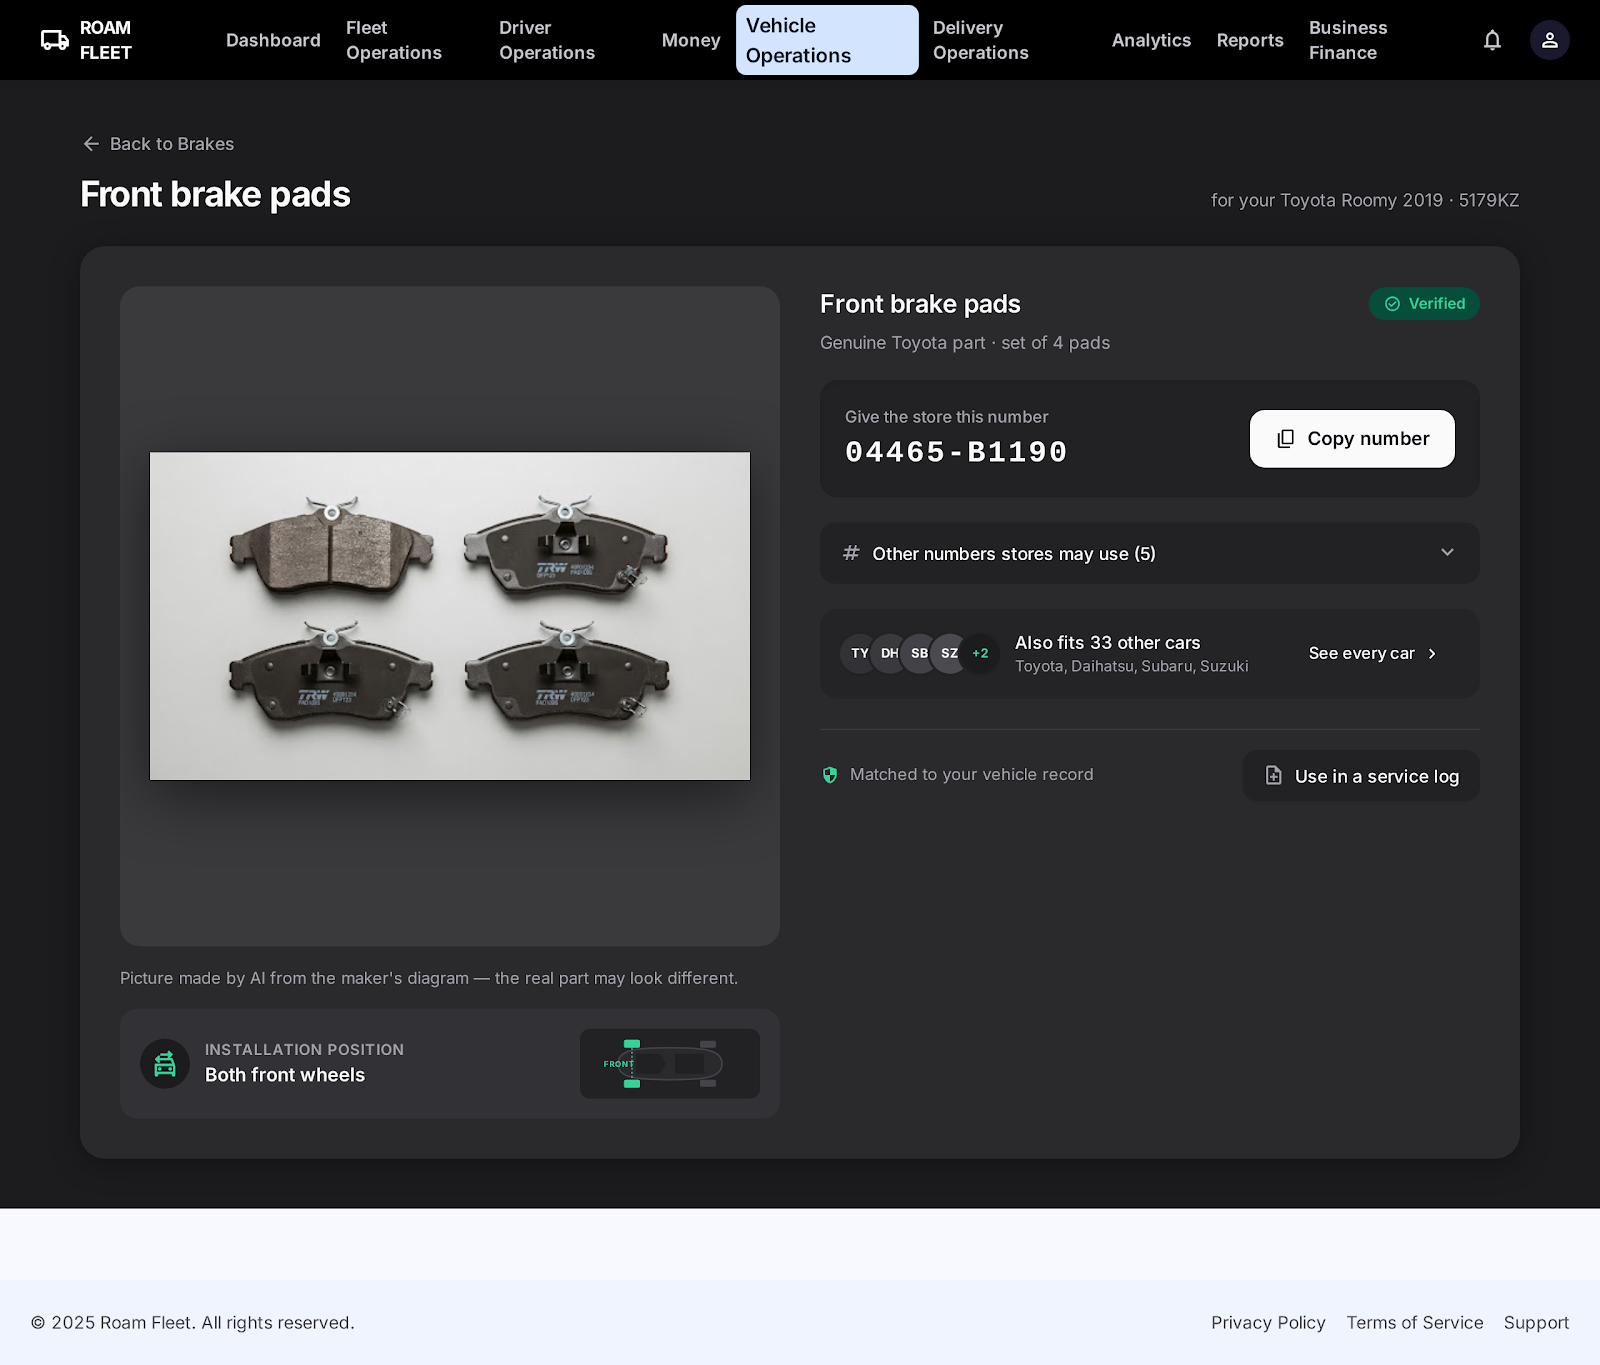 ROAM
FLEET
Dashboard
Fleet
Operations
Driver
Operations
Money
Vehicle
Operations
Delivery
Operations
Analytics
Reports
Business
Finance
Back to Brakes
Front brake pads
for your Toyota Roomy 2019 · 5179KZ
TRW
TRW
TRW
Picture made by AI from the maker's diagram — the real part may look different.
INSTALLATION POSITION
Both front wheels
FRONT
Front brake pads
Verified
Genuine Toyota part · set of 4 pads
Give the store this number
04465-B1190
Copy number
# Other numbers stores may use (5)
TY DH SB SZ +2
Also fits 33 other cars
Toyota, Daihatsu, Subaru, Suzuki
See every car
Matched to your vehicle record
Use in a service log
© 2025 Roam Fleet. All rights reserved.
Privacy Policy Terms of Service Support